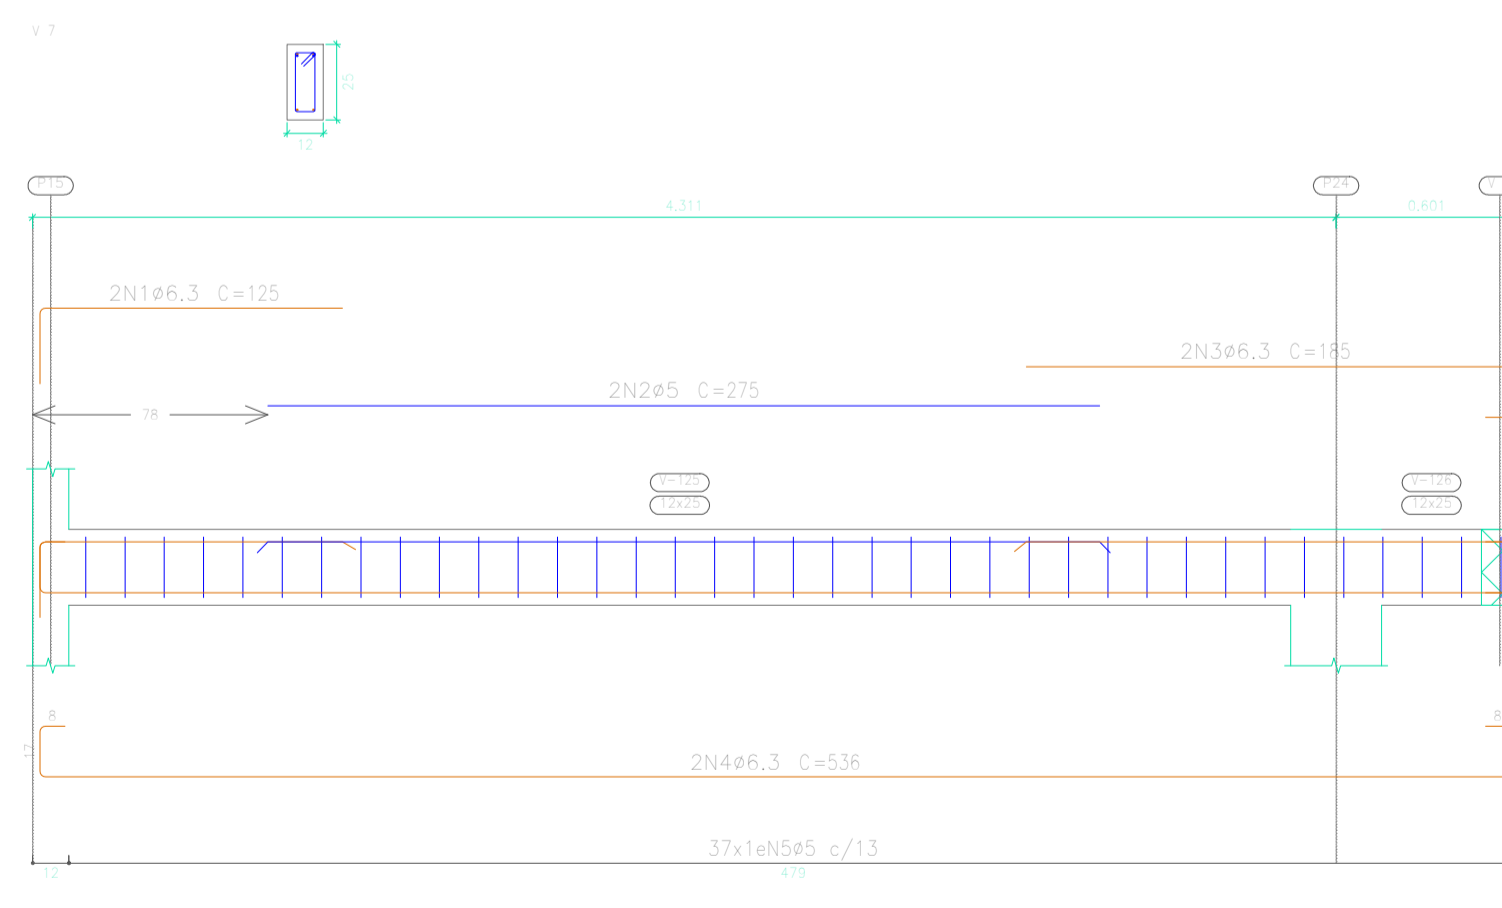 V 7
25
12
P15
P24
V
4.311
0.601
2N1ø6.3 C=125
2N3ø6.3 C=185
2N2ø5 C=275
78
V-125
V-126
12x25
12x25
8
8
17
2N4ø6.3 C=536
37x1eN5ø5 c/13
12
479